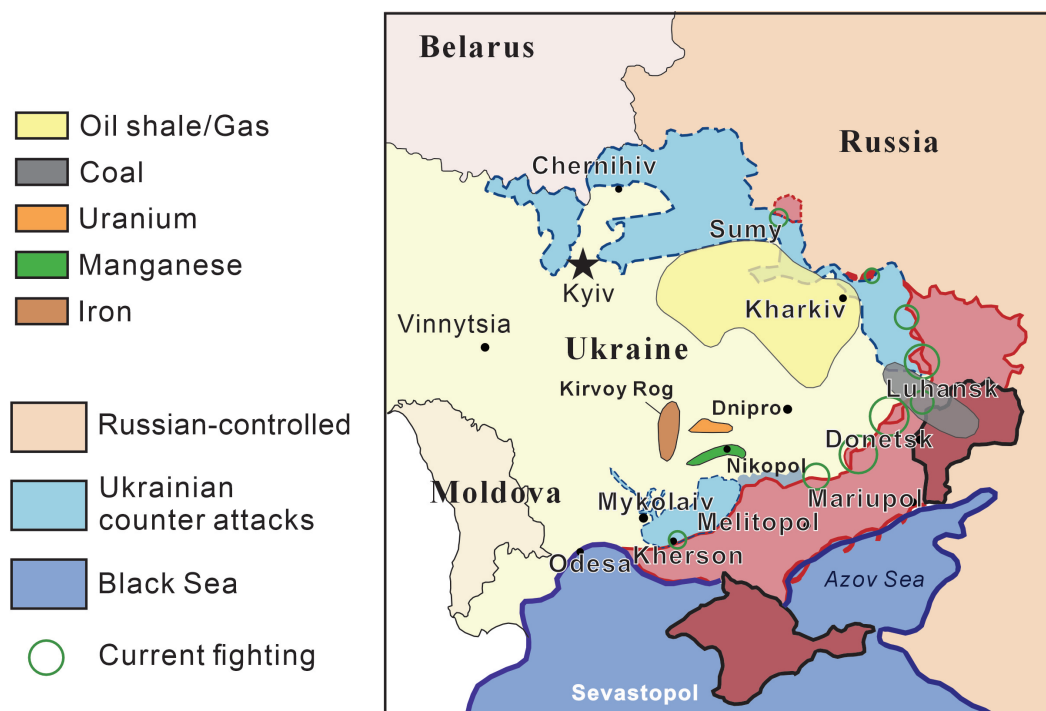 Oil shale/Gas
Coal
Uranium
Manganese
Iron
Russian-controlled
Ukrainian
counter attacks
Black Sea
Current fighting
Belarus
Russia
Chernihiv
Sumy
Kyiv
Kharkiv
Vinnytsia
Ukraine
Kirvoy Rog
Luhansk
Dnipro
Donetsk
Nikopol
Moldova
Mykolaiv
Mariupol
Melitopol
Kherson
Odesa
Azov Sea
Sevastopol